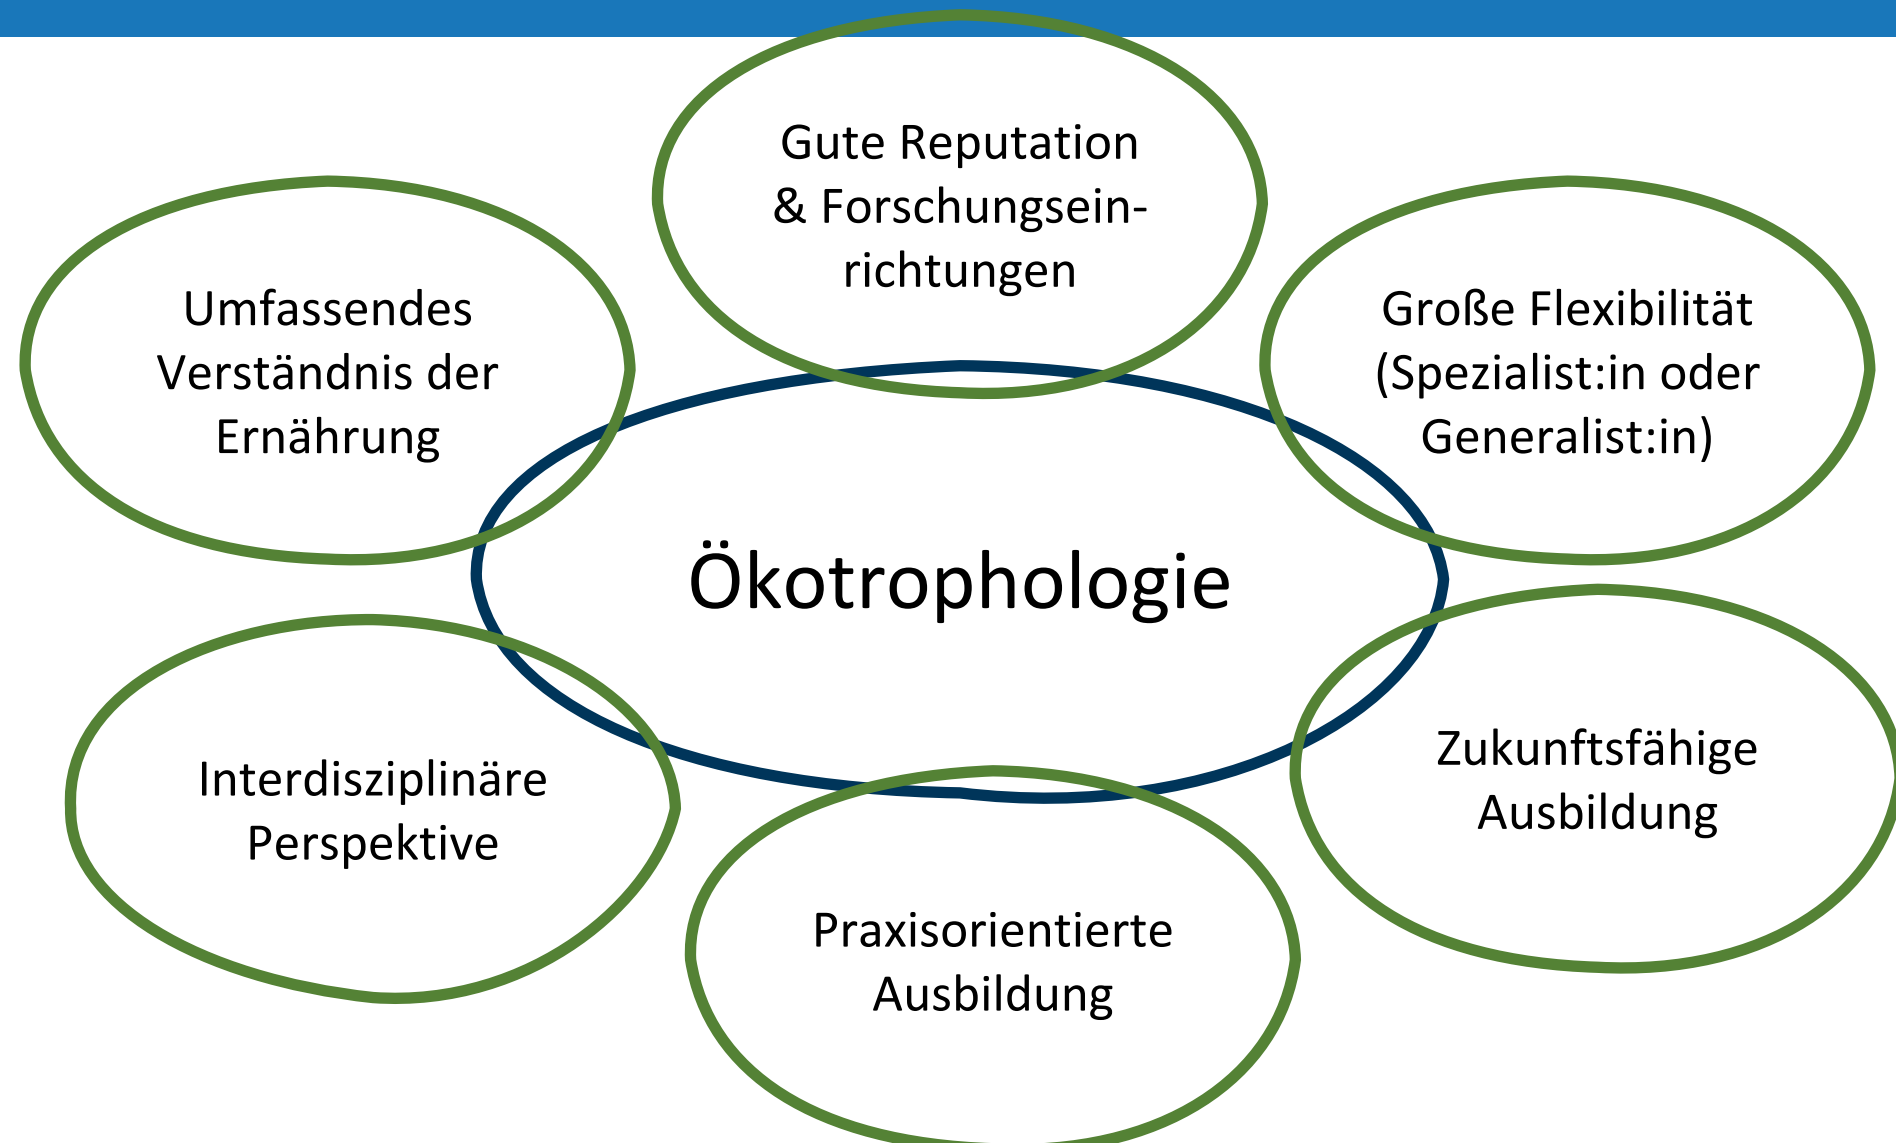 Gute Reputation
& Forschungsein-
richtungen
Umfassendes
Verständnis der
Ernährung
Große Flexibilität
(Spezialist:in oder
Generalist:in)
Ökotrophologie
Interdisziplinäre
Perspektive
Zukunftsfähige
Ausbildung
Praxisorientierte
Ausbildung